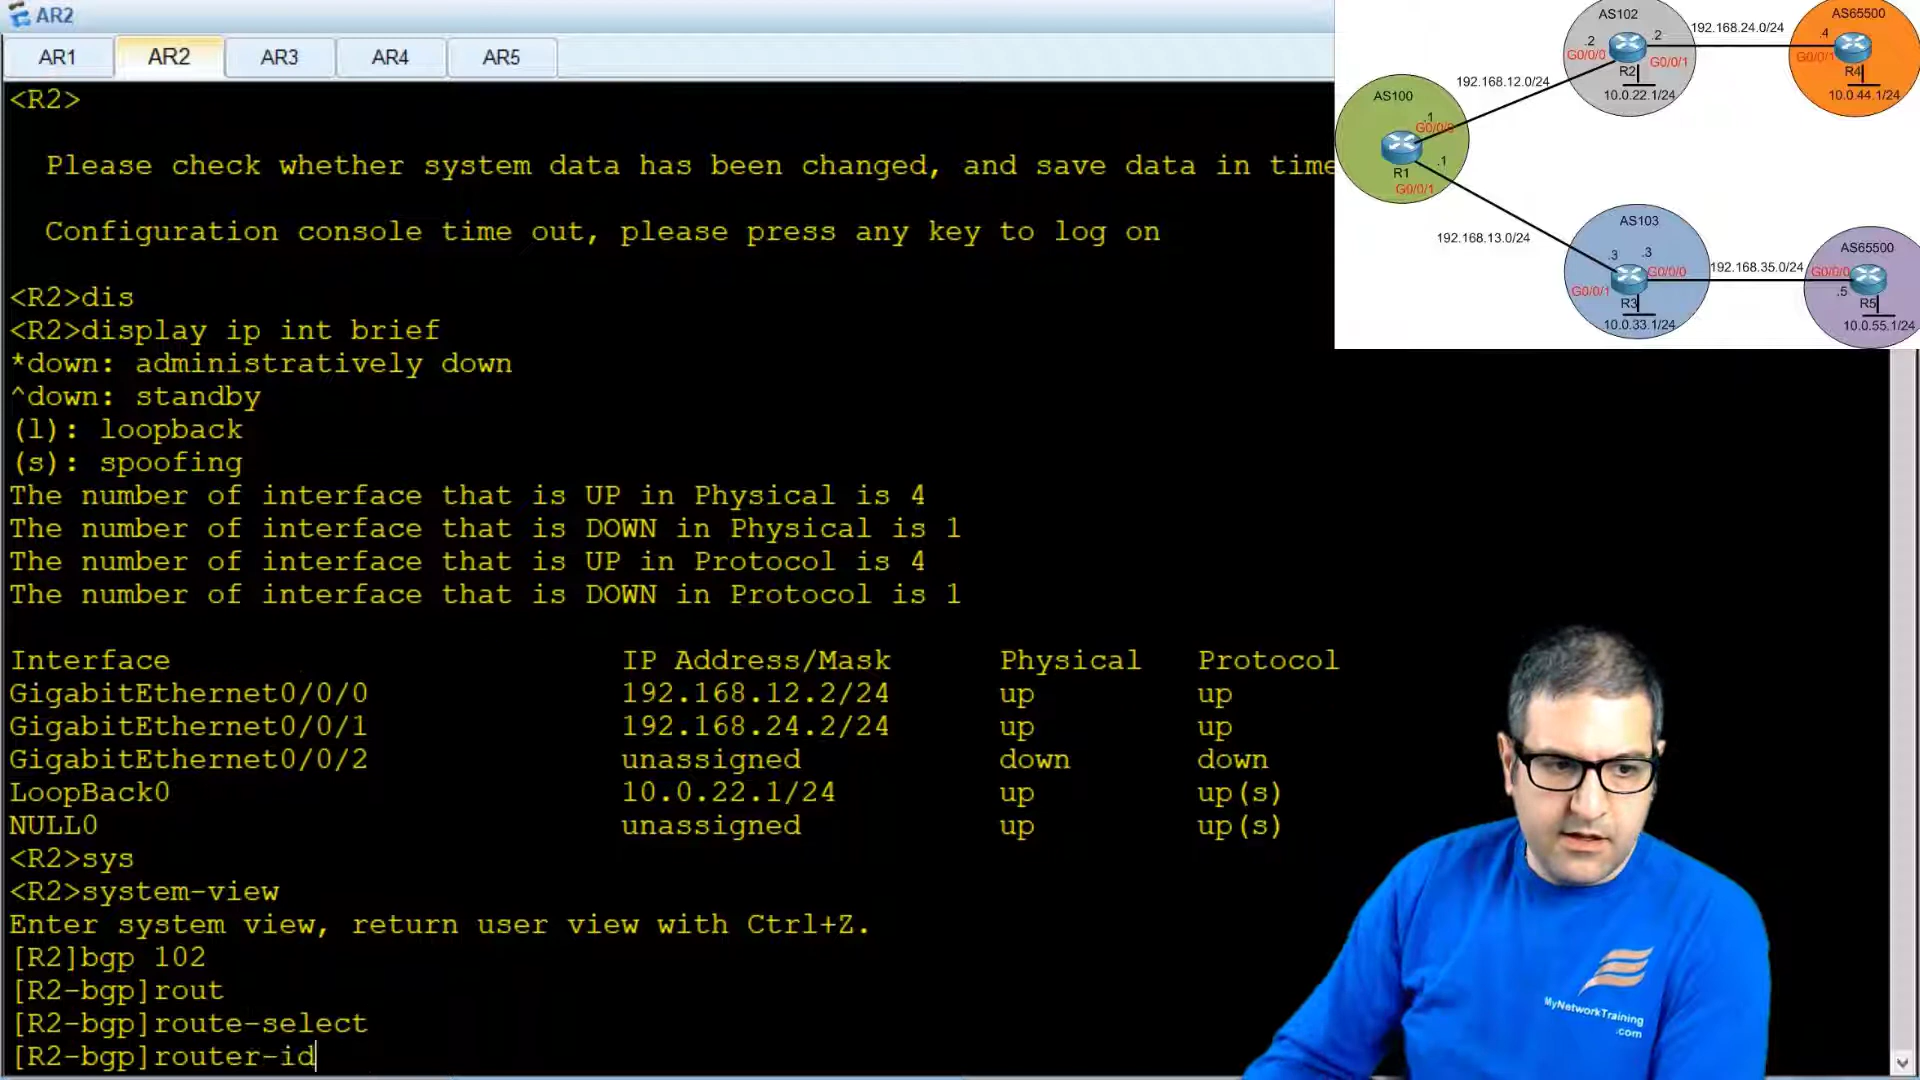 AR2
AR1 AR2 AR3 AR4 AR5
<R2>
Please check whether system data has been changed, and save data in time
Configuration console time out, please press any key to log on
<R2>dis
<R2>display ip int brief
*down: administratively down
^down: standby
(l): loopback
(s): spoofing
The number of interface that is UP in Physical is 4
The number of interface that is DOWN in Physical is 1
The number of interface that is UP in Protocol is 4
The number of interface that is DOWN in Protocol is 1
Interface IP Address/Mask Physical Protocol
GigabitEthernet0/0/0 192.168.12.2/24 up up
GigabitEthernet0/0/1 192.168.24.2/24 up up
GigabitEthernet0/0/2 unassigned down down
LoopBack0 10.0.22.1/24 up up(s)
NULL0 unassigned up up(s)
<R2>sys
<R2>system-view
Enter system view, return user view with Ctrl+Z.
[R2]bgp 102
[R2-bgp]rout
[R2-bgp]route-select
[R2-bgp]router-id
AS102
.2
G0/0/0
.2
G0/0/1
R2
10.0.22.1/24
192.168.24.0/24
AS65500
.4
G0/0/1
R4
10.0.44.1/24
192.168.12.0/24
AS100
.1
G0/0/0
.1
R1
G0/0/1
192.168.13.0/24
AS103
.3
.3
G0/0/0
G0/0/1
R3
10.0.33.1/24
192.168.35.0/24
AS65500
G0/0/0
.5
R5
10.0.55.1/24
MyNetworkTraining
.com